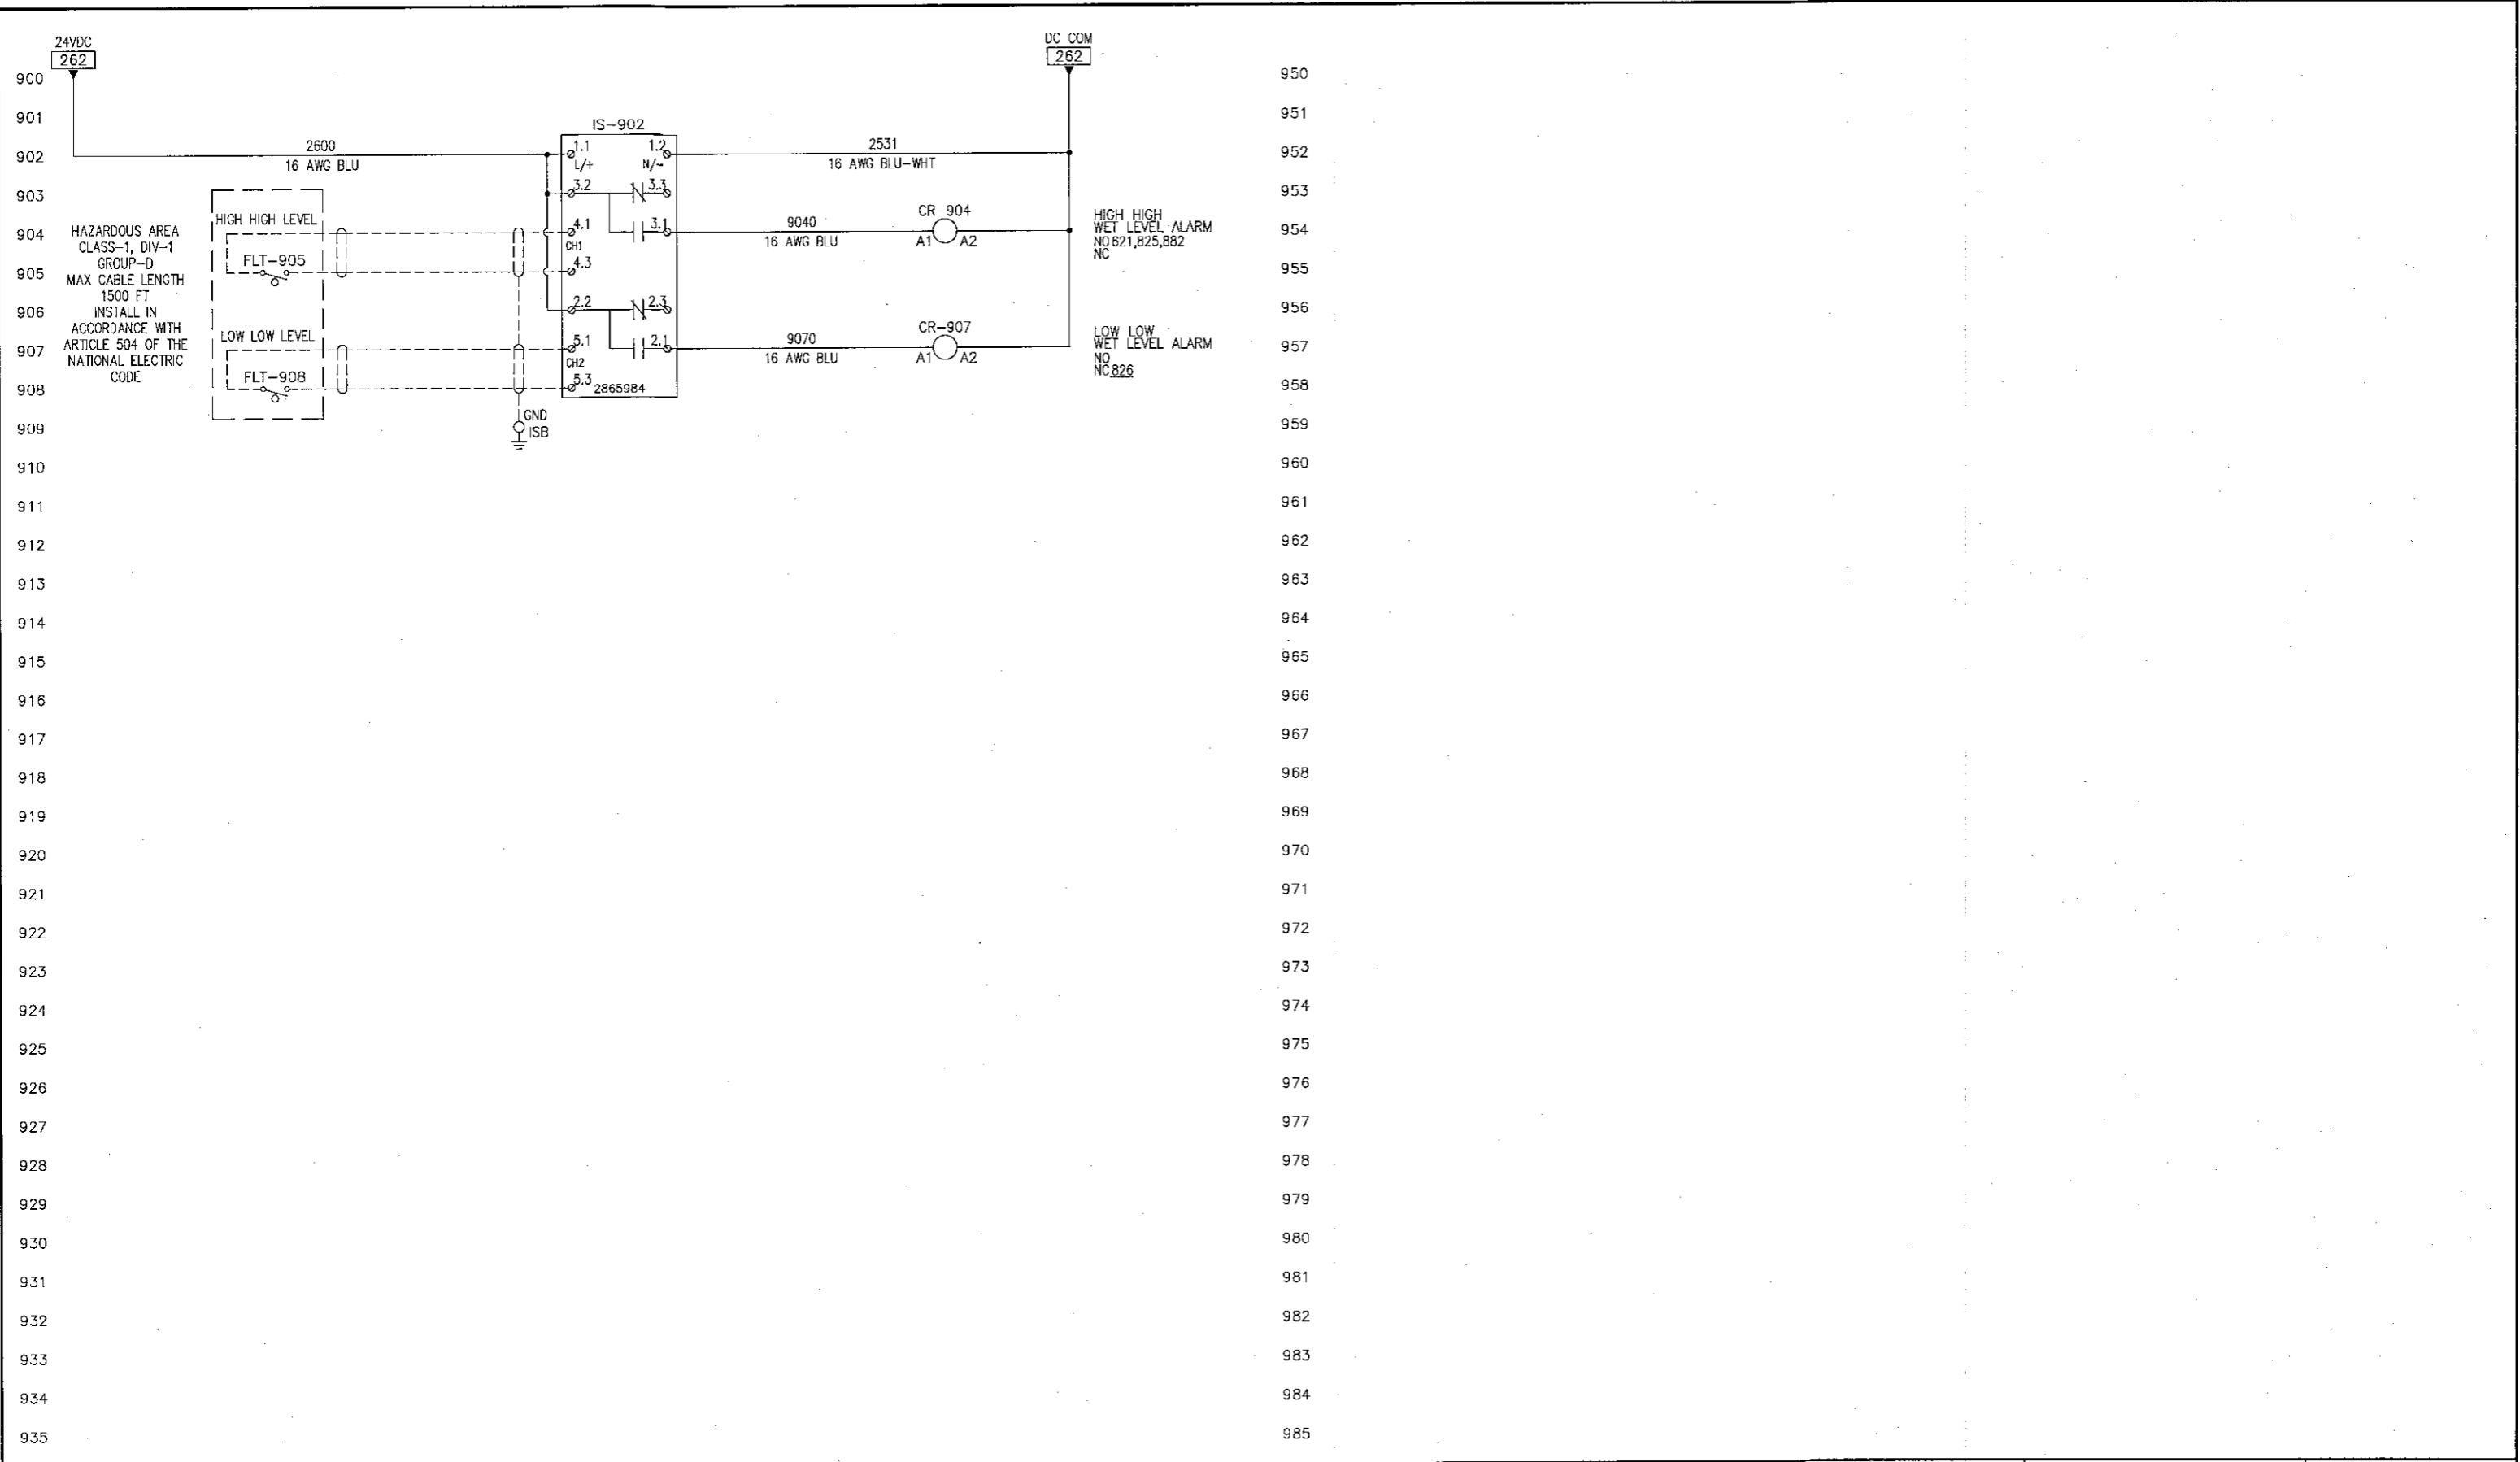 24VDC
262
DC COM
262
900
901
902
903
904
905
906
907
908
909
910
911
912
913
914
915
916
917
918
919
920
921
922
923
924
925
926
927
928
929
930
931
932
933
934
935
2600
16 AWG BLU
IS-902
1.1
L/+
1.2
N/-
3.2
3.3
4.1
3.1
CH1
4.3
2.2
2.3
5.1
2.1
CH2
5.3
2865984
2531
16 AWG BLU-WHT
HAZARDOUS AREA
CLASS-1, DIV-1
GROUP-D
MAX CABLE LENGTH
1500 FT
INSTALL IN
ACCORDANCE WITH
ARTICLE 504 OF THE
NATIONAL ELECTRIC
CODE
HIGH HIGH LEVEL
FLT-905
LOW LOW LEVEL
FLT-908
GND
ISB
9040
16 AWG BLU
CR-904
A1
A2
HIGH HIGH
WET LEVEL ALARM
NO 621,825,882
NC
9070
16 AWG BLU
CR-907
A1
A2
LOW LOW
WET LEVEL ALARM
NO
NC 826
950
951
952
953
954
955
956
957
958
959
960
961
962
963
964
965
966
967
968
969
970
971
972
973
974
975
976
977
978
979
980
981
982
983
984
985